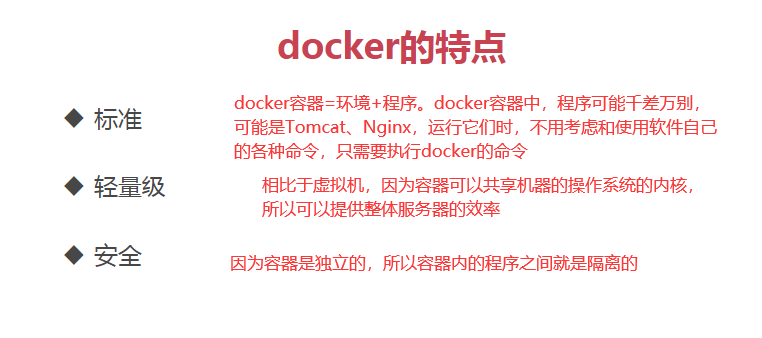 docker的特点
◆ 标准
docker容器=环境+程序。docker容器中，程序可能千差万别，
可能是Tomcat、Nginx，运行它们时，不用考虑和使用软件自己
的各种命令，只需要执行docker的命令
◆ 轻量级
相比于虚拟机，因为容器可以共享机器的操作系统的内核，
所以可以提供整体服务器的效率
◆ 安全
因为容器是独立的，所以容器内的程序之间就是隔离的